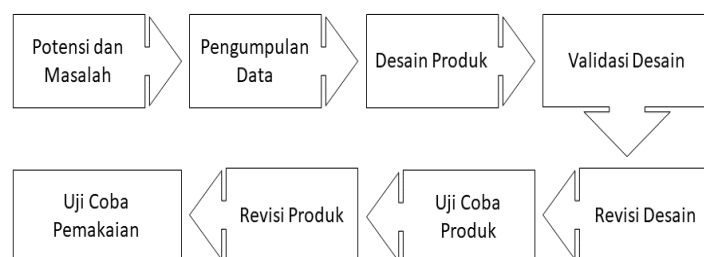 Potensi dan
Masalah
Pengumpulan
Data
Desain Produk
Validasi Desain
Revisi Desain
Uji Coba
Produk
Revisi Produk
Uji Coba
Pemakaian